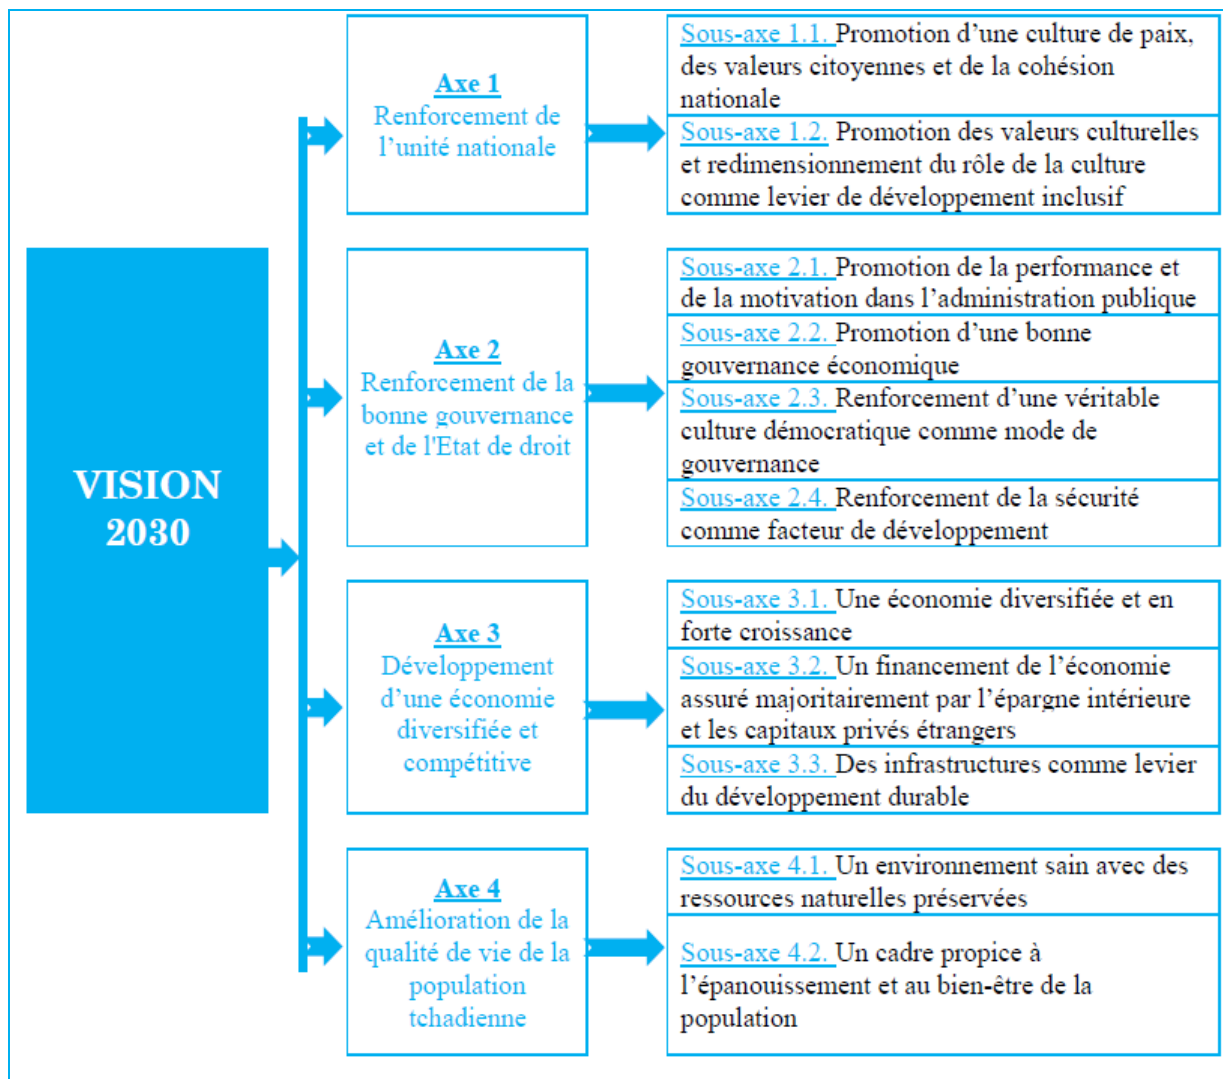 VISION
2030
Axe 1
Renforcement de
l’unité nationale
Sous-axe 1.1. Promotion d’une culture de paix,
des valeurs citoyennes et de la cohésion
nationale
Sous-axe 1.2. Promotion des valeurs culturelles
et redimensionnement du rôle de la culture
comme levier de développement inclusif
Axe 2
Renforcement de la
bonne gouvernance
et de l'Etat de droit
Sous-axe 2.1. Promotion de la performance et
de la motivation dans l’administration publique
Sous-axe 2.2. Promotion d’une bonne
gouvernance économique
Sous-axe 2.3. Renforcement d’une véritable
culture démocratique comme mode de
gouvernance
Sous-axe 2.4. Renforcement de la sécurité
comme facteur de développement
Axe 3
Développement
d’une économie
diversifiée et
compétitive
Sous-axe 3.1. Une économie diversifiée et en
forte croissance
Sous-axe 3.2. Un financement de l’économie
assuré majoritairement par l’épargne intérieure
et les capitaux privés étrangers
Sous-axe 3.3. Des infrastructures comme levier
du développement durable
Axe 4
Amélioration de la
qualité de vie de la
population
tchadienne
Sous-axe 4.1. Un environnement sain avec des
ressources naturelles préservées
Sous-axe 4.2. Un cadre propice à
l’épanouissement et au bien-être de la
population